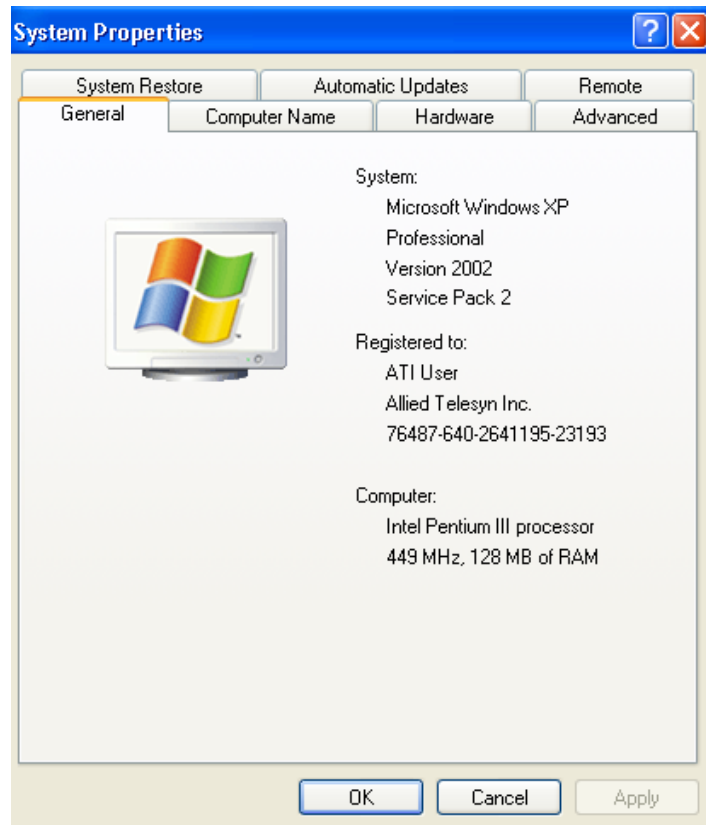 System Properties
System Restore
Automatic Updates
Remote
General
Computer Name
Hardware
Advanced
System:
Microsoft Windows XP
Professional
Version 2002
Service Pack 2
Registered to:
ATI User
Allied Telesyn Inc.
76487-640-2641195-23193
Computer:
Intel Pentium III processor
449 MHz, 128 MB of RAM
OK
Cancel
Apply